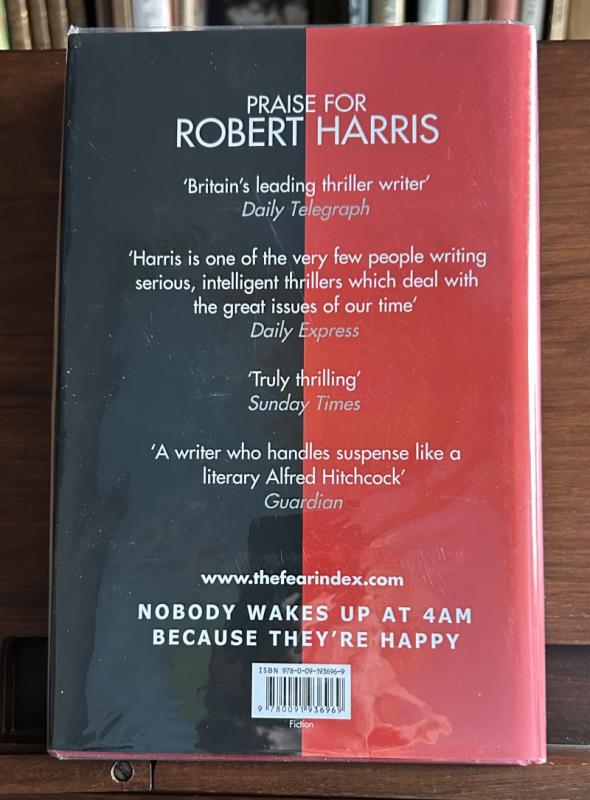 PRAISE FOR
ROBERT HARRIS
‘Britain’s leading thriller writer’
Daily Telegraph
‘Harris is one of the very few people writing
serious, intelligent thrillers which deal with
the great issues of our time’
Daily Express
‘Truly thrilling’
Sunday Times
‘A writer who handles suspense like a
literary Alfred Hitchcock’
Guardian
www.thefearindex.com
NOBODY WAKES UP AT 4AM
BECAUSE THEY’RE HAPPY
ISBN 978-0-09-193696-9
9 780091 936969
Fiction